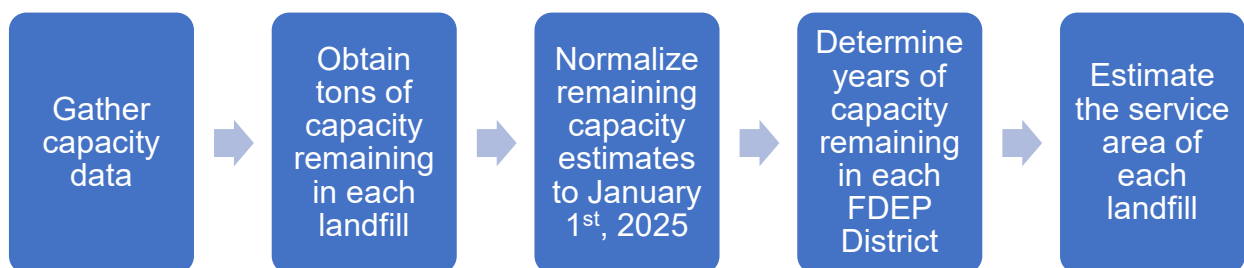 Gather
capacity
data
Obtain
tons of
capacity
remaining
in each
landfill
Normalize
remaining
capacity
estimates
to January
1st, 2025
Determine
years of
capacity
remaining
in each
FDEP
District
Estimate
the service
area of
each
landfill